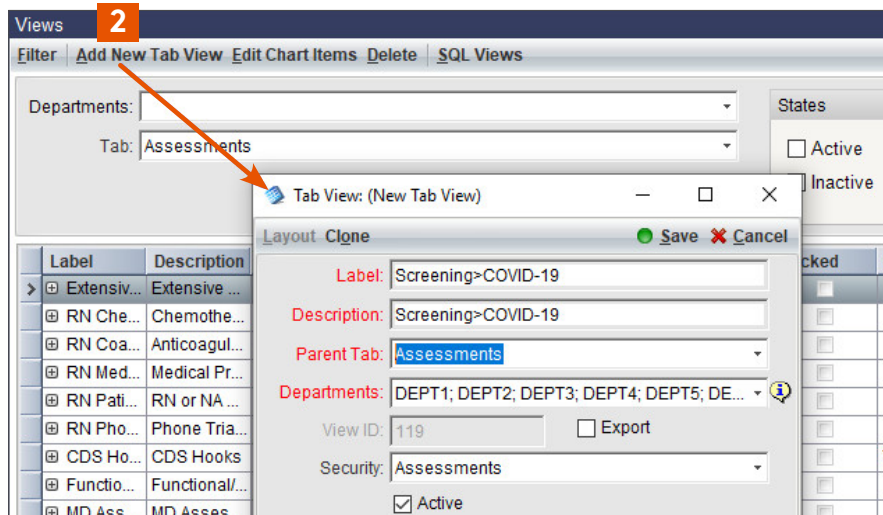 Views
2
Filter Add New Tab View Edit Chart Items Delete SQL Views
Departments:
States
Tab: Assessments
Active
Inactive
Tab View: (New Tab View)
Layout Clone Save Cancel
Label Description
cked
Label: Screening>COVID-19
Extensiv... Extensive ...
RN Che... Chemothe...
Description: Screening>COVID-19
RN Coa... Anticoagul...
Parent Tab: Assessments
RN Med... Medical Pr...
Departments: DEPT1; DEPT2; DEPT3; DEPT4; DEPT5; DE...
RN Pati... RN or NA ...
RN Pho... Phone Tria...
View ID: 119 Export
CDS Ho... CDS Hooks
Security: Assessments
Functio... Functional/...
Active
MD Ass... MD Asses...